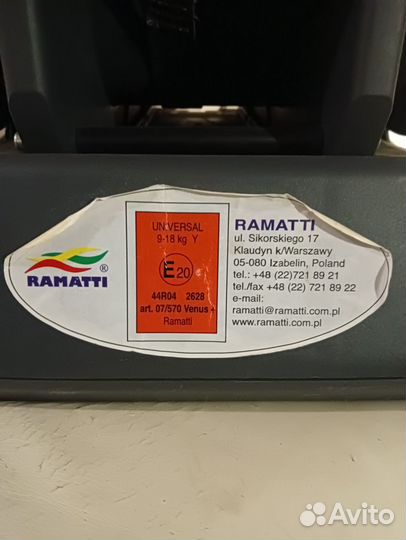 RAMATTI ®
UNIVERSAL
9-18 kg Y
E20
44R04 2628
art. 07/570 Venus +
Ramatti
RAMATTI
ul. Sikorskiego 17
Klaudyn k/Warszawy
05-080 Izabelin, Poland
tel.: +48 (22)721 89 21
tel./fax +48 (22) 721 89 22
e-mail:
ramatti@ramatti.com.pl
www.ramatti.com.pl
Avito